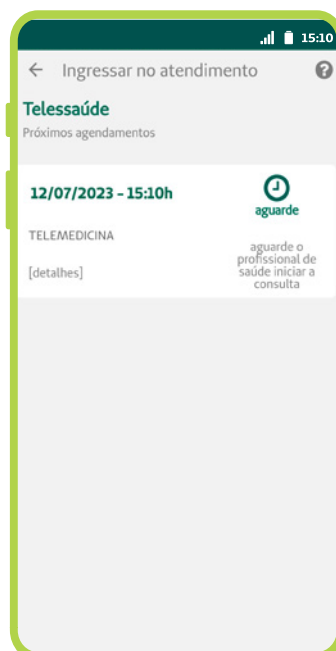 15:10
Ingressar no atendimento
Telessaúde
Próximos agendamentos
12/07/2023 - 15:10h
aguarde
TELEMEDICINA
aguarde o
profissional de
saúde iniciar a
consulta
[detalhes]